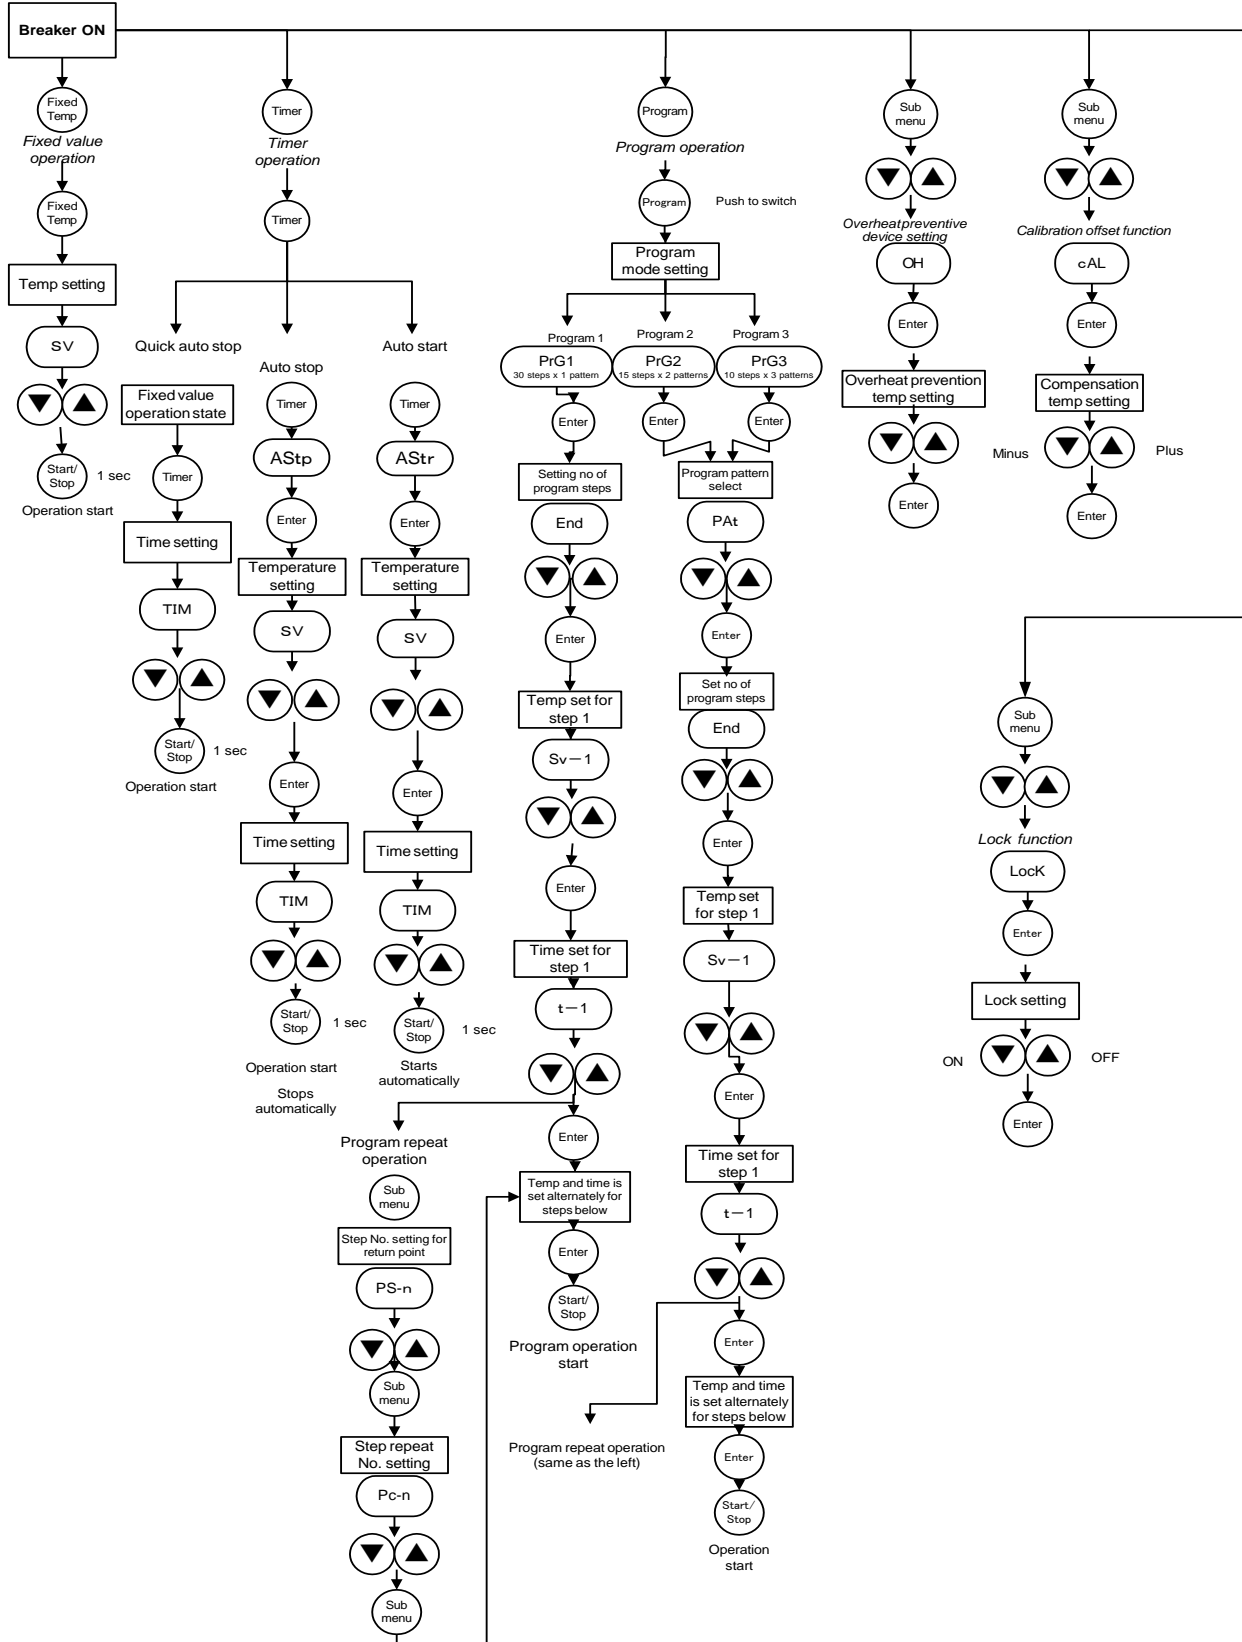 Breaker ON
Fixed
Temp
Fixed value
operation
Fixed
Temp
Temp setting
SV
Start/
Stop
1 sec
Operation start
Timer
Timer
operation
Timer
Quick auto stop
Fixed value
operation state
Timer
Time setting
TIM
Start/
Stop
1 sec
Operation start
Auto stop
Timer
AStp
Enter
Temperature
setting
SV
Enter
Time setting
TIM
Start/
Stop
1 sec
Operation start
Stops
automatically
Auto start
Timer
AStr
Enter
Temperature
setting
SV
Enter
Time setting
TIM
Start/
Stop
1 sec
Starts
automatically
Program
Program operation
Program
Push to switch
Program
mode setting
Program 1
PrG1
30 steps x 1 pattern
Enter
Setting no of
program steps
End
Enter
Temp set for
step 1
Sv-1
Enter
Time set for
step 1
t-1
Enter
Temp and time is
set alternately for
steps below
Enter
Start/
Stop
Program operation
start
Program repeat
operation
Sub
menu
Step No. setting for
return point
PS-n
Sub
menu
Step repeat
No. setting
Pc-n
Sub
menu
Program 2
PrG2
15 steps x 2 patterns
Enter
Program 3
PrG3
10 steps x 3 patterns
Enter
Program pattern
select
PAt
Enter
Set no of
program steps
End
Enter
Temp set
for step 1
Sv-1
Enter
Time set for
step 1
t-1
Enter
Temp and time
is set alternately
for steps below
Enter
Start/
Stop
Operation
start
Program repeat operation
(same as the left)
Sub
menu
Overheat preventive
device setting
OH
Enter
Overheat prevention
temp setting
Enter
Sub
menu
Calibration offset function
cAL
Enter
Compensation
temp setting
Minus
Plus
Enter
Sub
menu
Lock function
LocK
Enter
Lock setting
ON
OFF
Enter